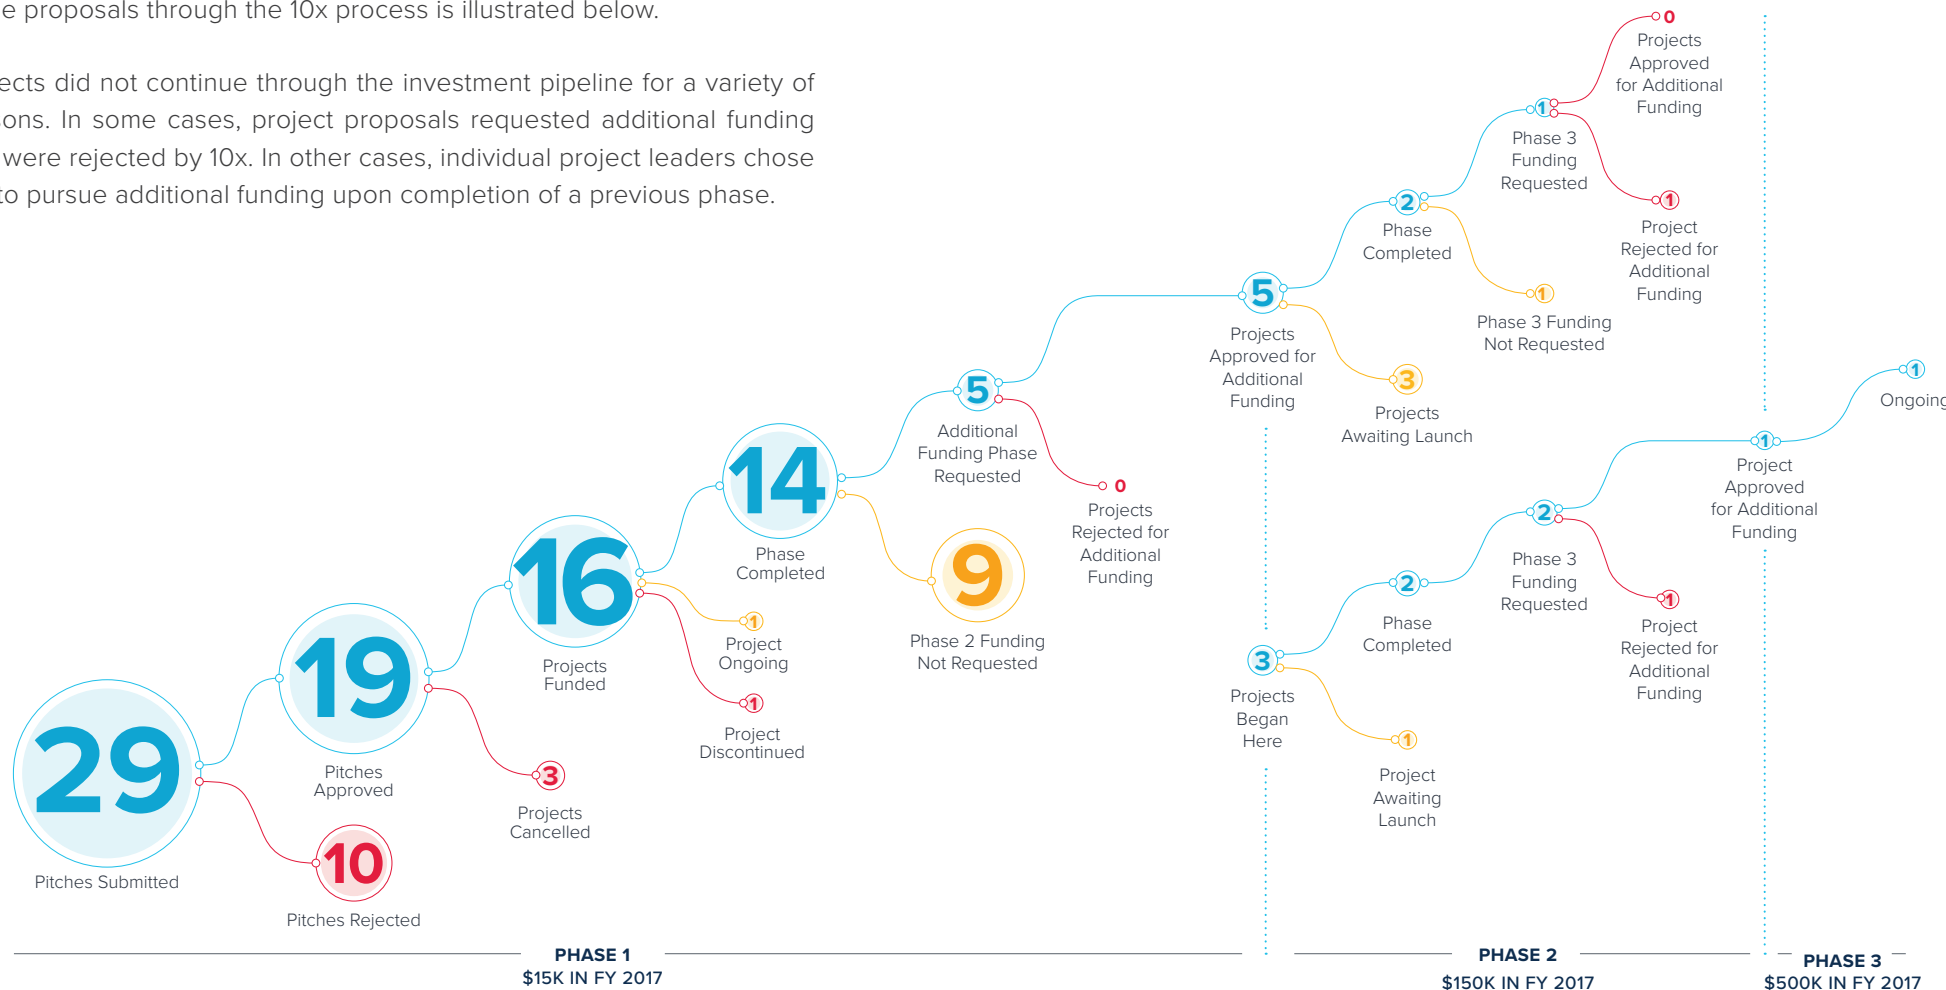 e proposals through the 10x process is illustrated below.
ects did not continue through the investment pipeline for a variety of
ons. In some cases, project proposals requested additional funding
were rejected by 10x. In other cases, individual project leaders chose
to pursue additional funding upon completion of a previous phase.
29
Pitches Submitted
19
Pitches
Approved
10
Pitches Rejected
16
Projects
Funded
3
Projects
Cancelled
14
Phase
Completed
1
Project
Ongoing
1
Project
Discontinued
5
Additional
Funding Phase
Requested
9
Phase 2 Funding
Not Requested
0
Projects
Rejected for
Additional
Funding
5
Projects
Approved for
Additional
Funding
2
Phase
Completed
3
Projects
Awaiting Launch
1
Phase 3
Funding
Requested
1
Phase 3 Funding
Not Requested
0
Projects
Approved
for Additional
Funding
1
Project
Rejected for
Additional
Funding
3
Projects
Began
Here
2
Phase
Completed
1
Project
Awaiting
Launch
2
Phase 3
Funding
Requested
1
Project
Rejected for
Additional
Funding
1
Project
Approved
for Additional
Funding
1
Ongoing
PHASE 1
$15K IN FY 2017
PHASE 2
$150K IN FY 2017
PHASE 3
$500K IN FY 2017